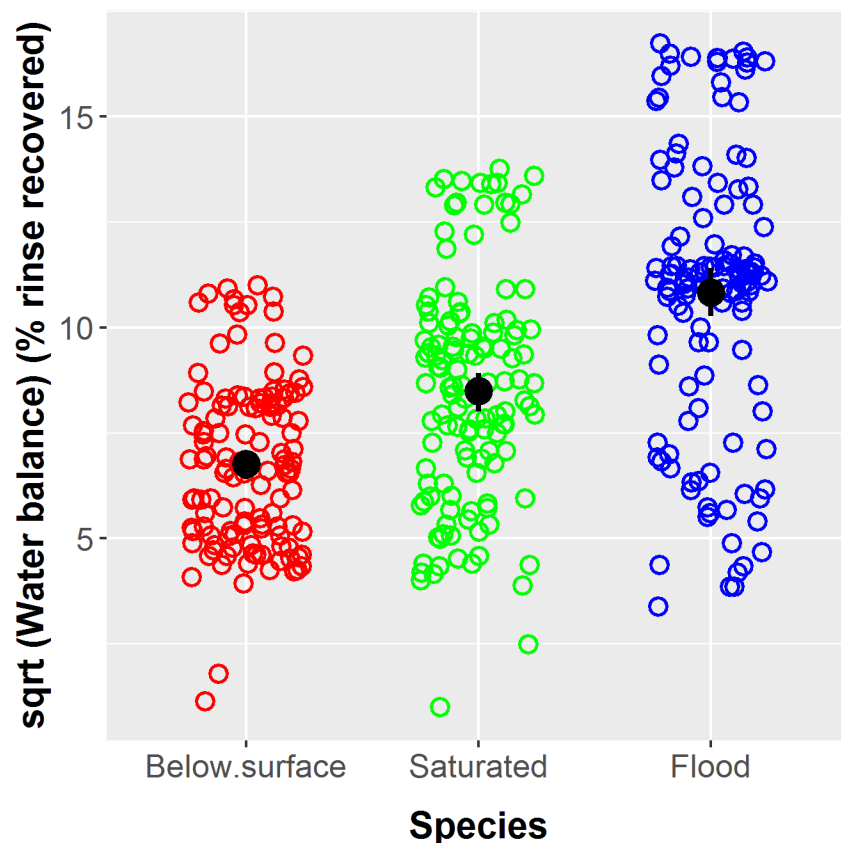 sqrt (Water balance) (% rinse recovered)
15
10
5
Below.surface Saturated Flood
Species